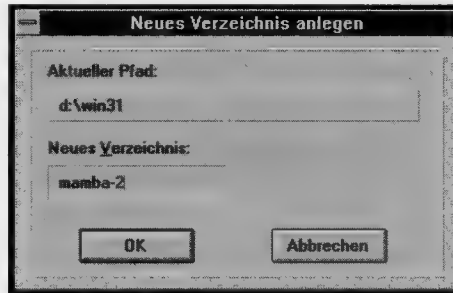 Neues Verzeichnis anlegen
Aktueller Pfad:
d:\win31
Neues Verzeichnis:
mamba-2
OK
Abbrechen